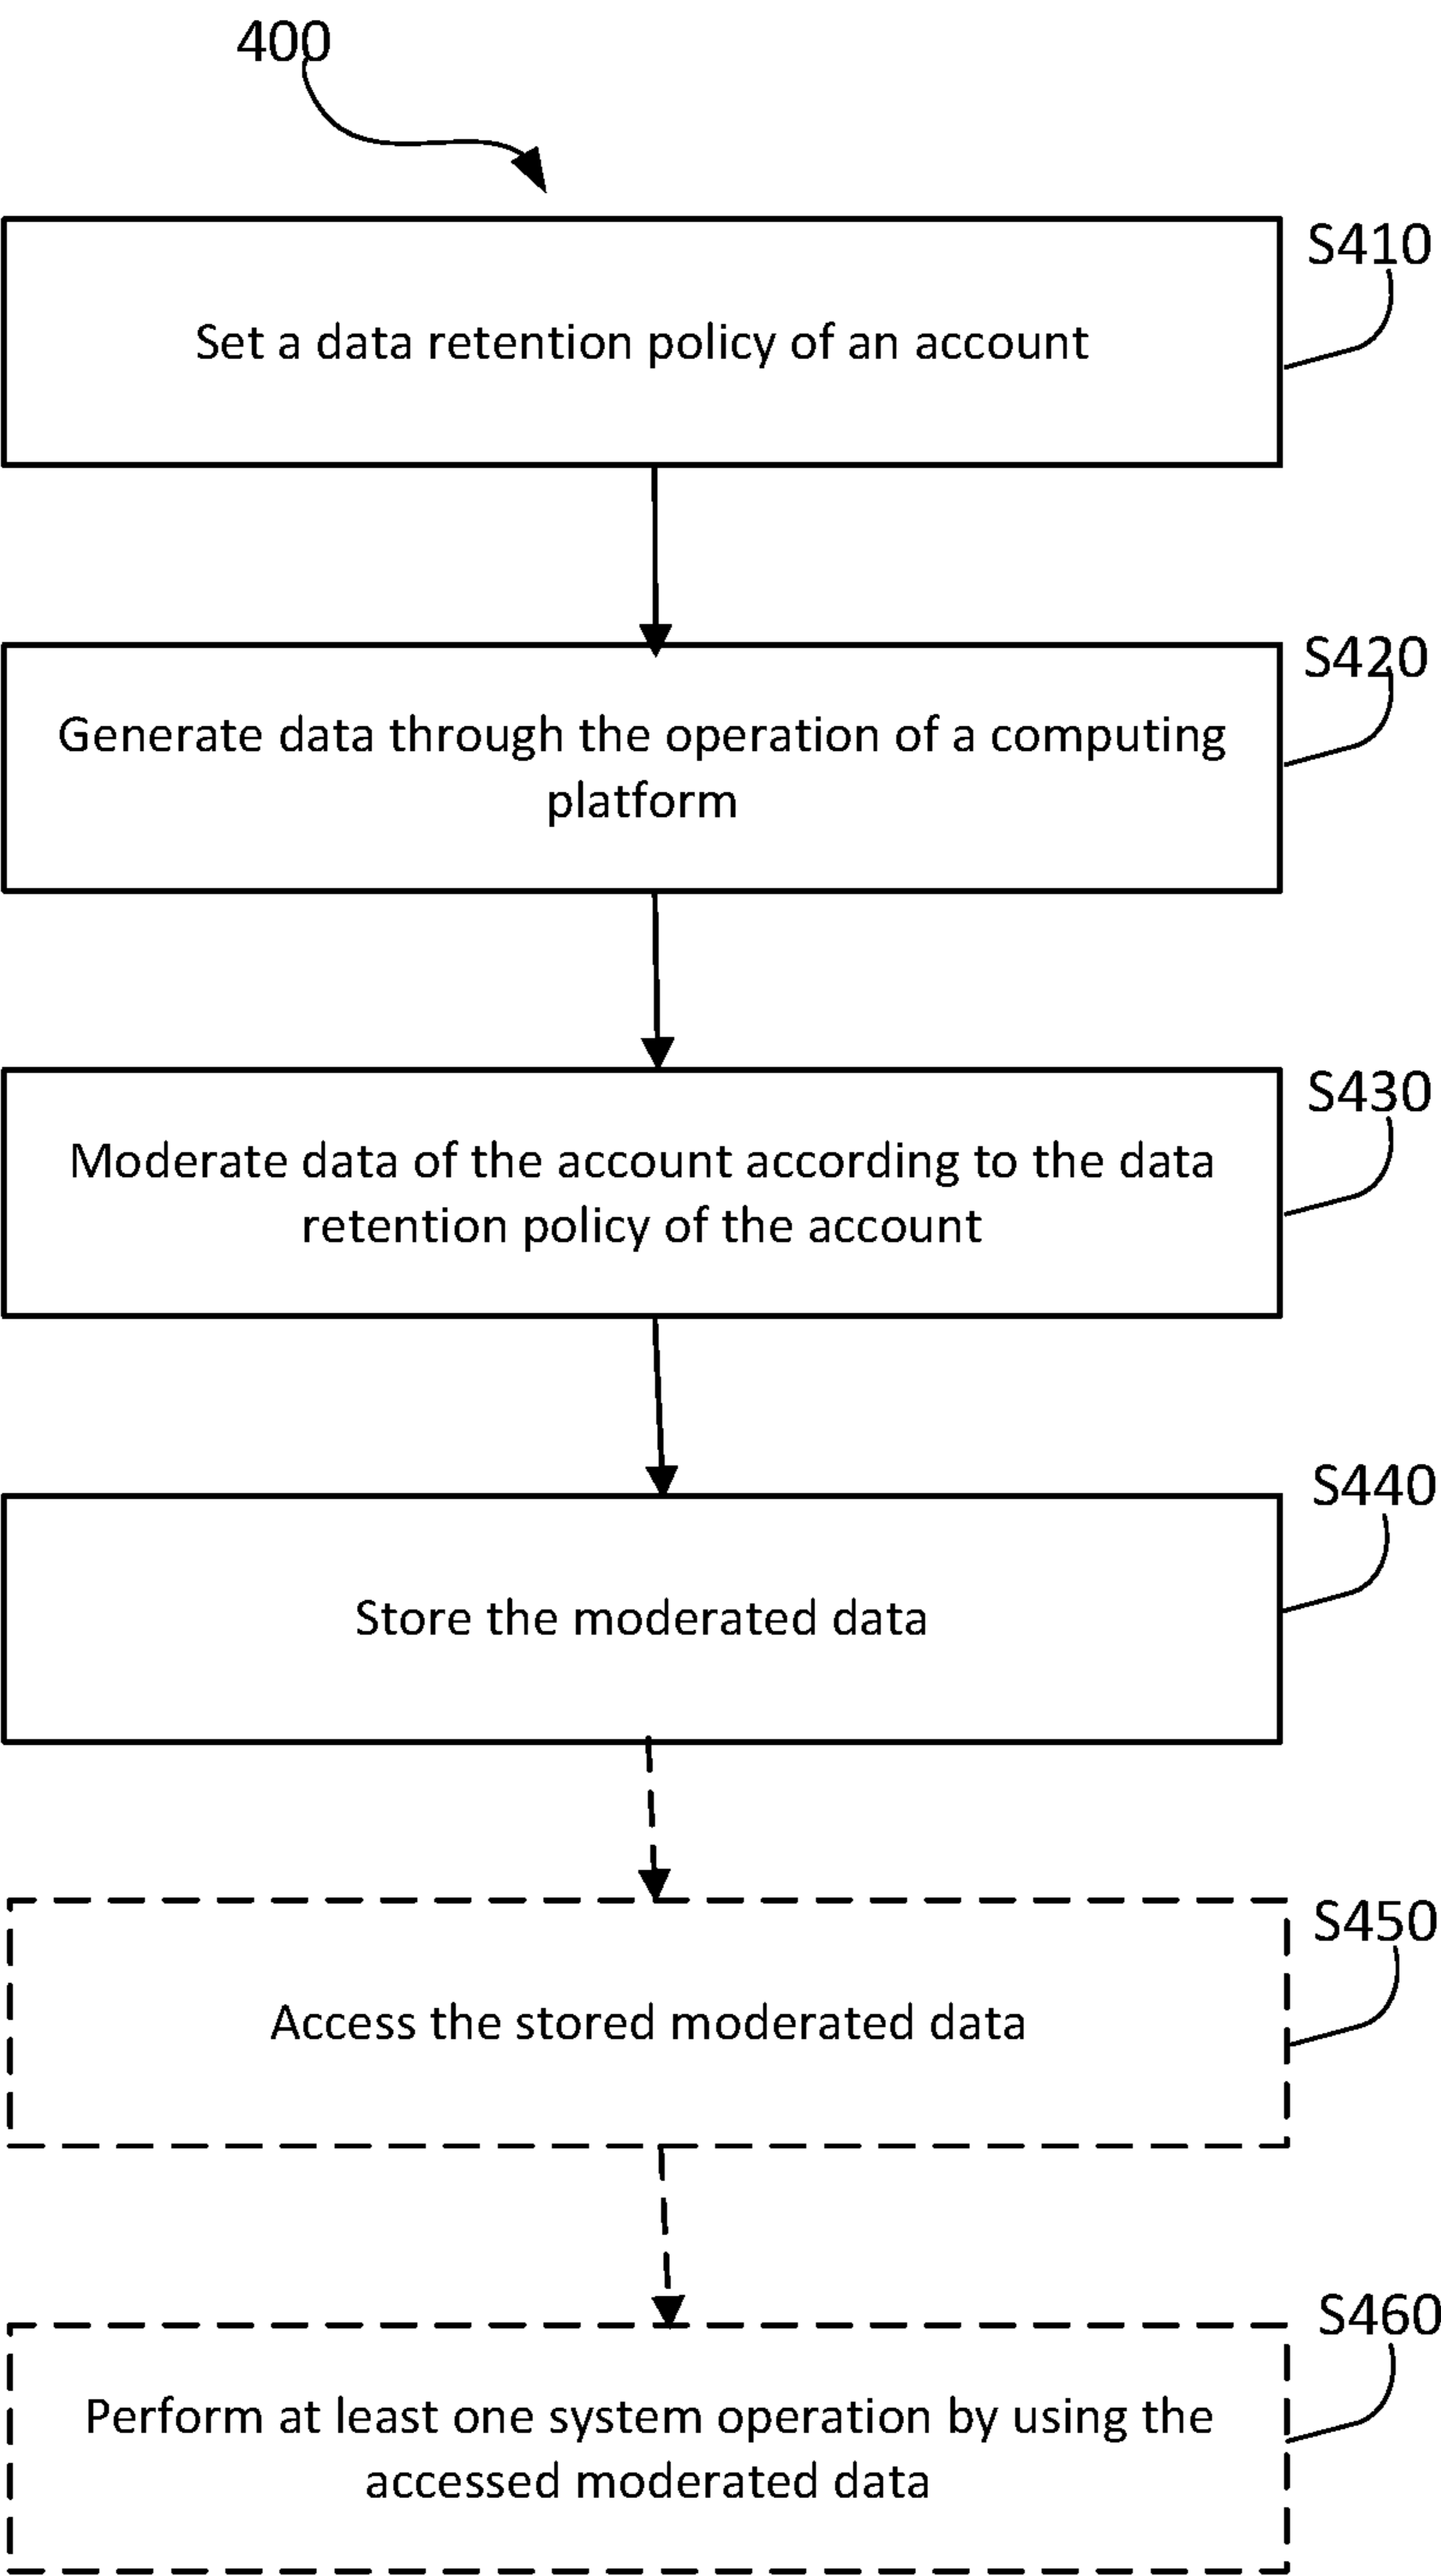 400
S410
Set a data retention policy of an account
S420
Generate data through the operation of a computing
platform
S430
Moderate data of the account according to the data
retention policy of the account
S440
Store the moderated data
S450
Access the stored moderated data
S460
Perform at least one system operation by using the
accessed moderated data